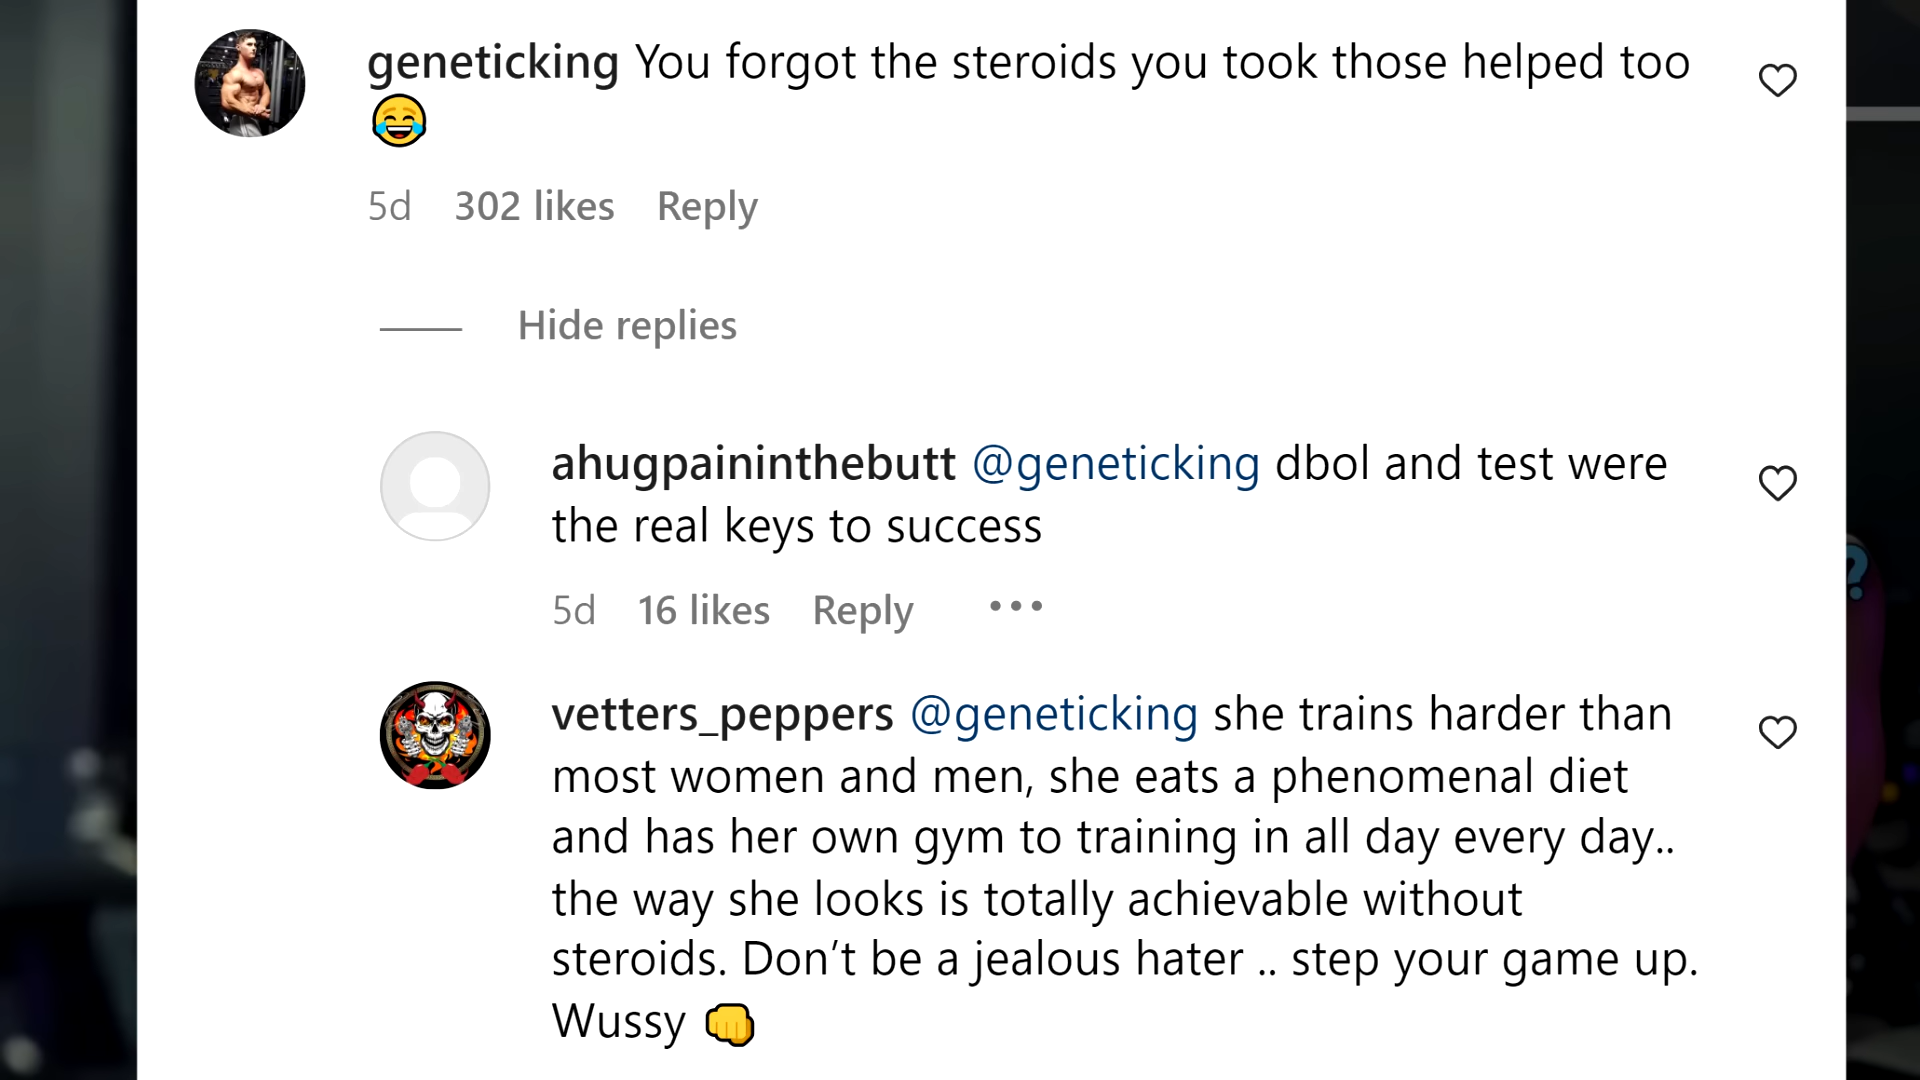 geneticking You forgot the steroids you took those helped too
😂
5d 302 likes Reply
Hide replies
ahugpaininthebutt @geneticking dbol and test were
the real keys to success
5d 16 likes Reply •••
vetters_peppers @geneticking she trains harder than
most women and men, she eats a phenomenal diet
and has her own gym to training in all day every day..
the way she looks is totally achievable without
steroids. Don’t be a jealous hater .. step your game up.
Wussy 👊
?